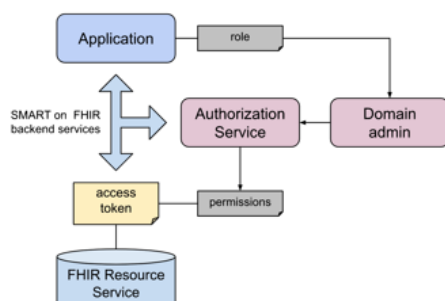 Application
role
SMART on FHIR
backend services
Authorization
Service
Domain
admin
access
token
permissions
FHIR Resource
Service